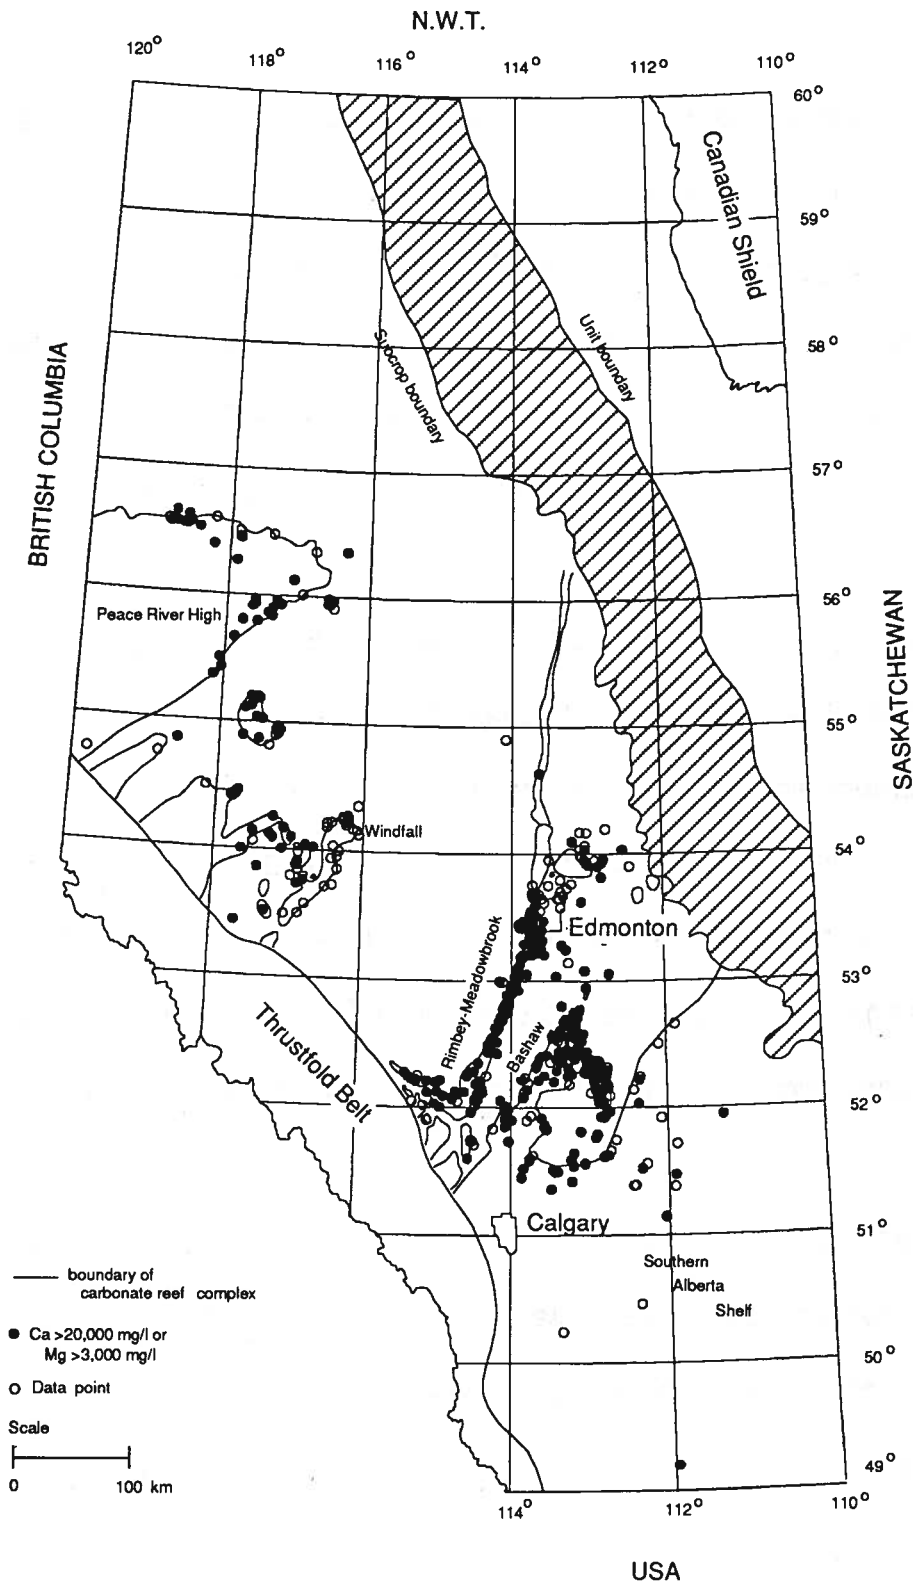 N.W.T.
120° 118° 116° 114° 112° 110°
60°
Canadian Shield
59°
Unit boundary
58°
Subcrop boundary
BRITISH COLUMBIA
57°
56°
Peace River High
SASKATCHEWAN
55°
Windfall
54°
Edmonton
53°
Rimbey-Meadowbrook
Bashaw
Thrustfold Belt
52°
Calgary
51°
Southern
Alberta
Shelf
boundary of
carbonate reef complex
Ca >20,000 mg/l or
Mg >3,000 mg/l
50°
Data point
Scale
0 100 km
49°
114° 112° 110°
USA